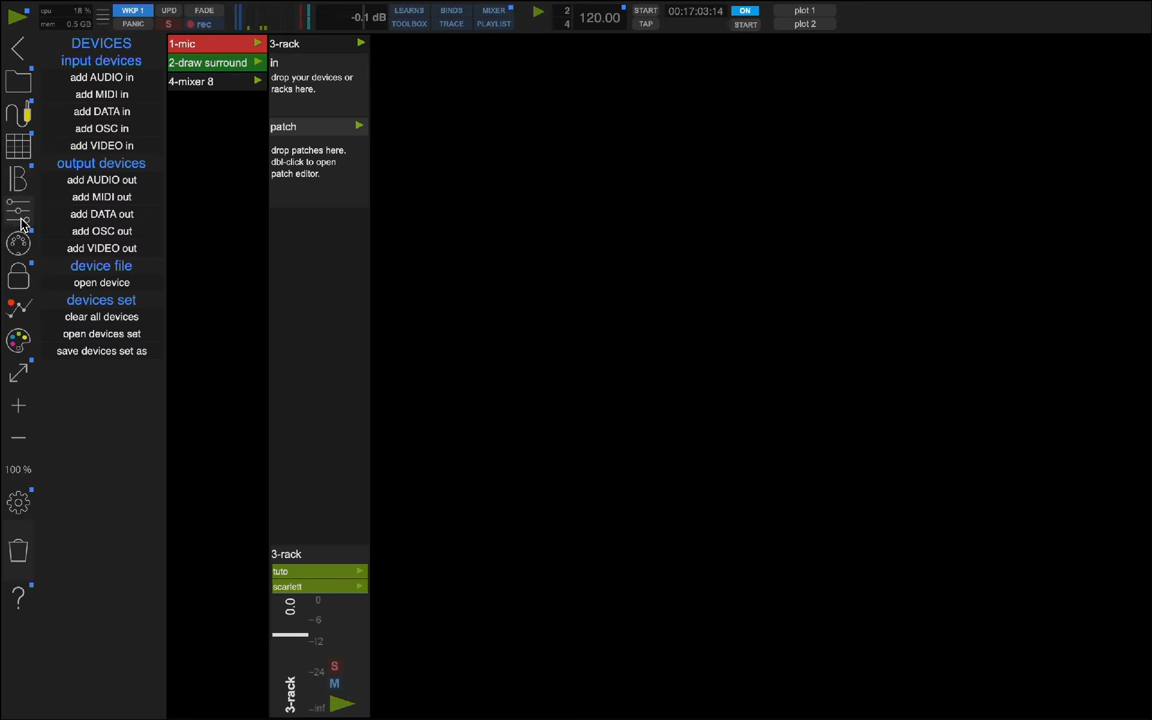 cpu 18 %
mem 0.5 GB
WKP 1 UPD FADE
PANIC S rec
-0.1 dB
LEARNS BINDS MIXER
TOOLBOX TRACE PLAYLIST
2
4
120.00
START
TAP
00:17:03:14
ON
START
plot 1
plot 2
DEVICES
input devices
add AUDIO in
add MIDI in
add DATA in
add OSC in
add VIDEO in
output devices
add AUDIO out
add MIDI out
add DATA out
add OSC out
add VIDEO out
device file
open device
devices set
clear all devices
open devices set
save devices set as
100 %
?
1-mic
2-draw surround
4-mixer 8
3-rack
in
drop your devices or
racks here.
patch
drop patches here.
dbl-click to open
patch editor.
3-rack
tuto
scarlett
0.0
0
-6
-12
-24
-inf
S
M
3-rack